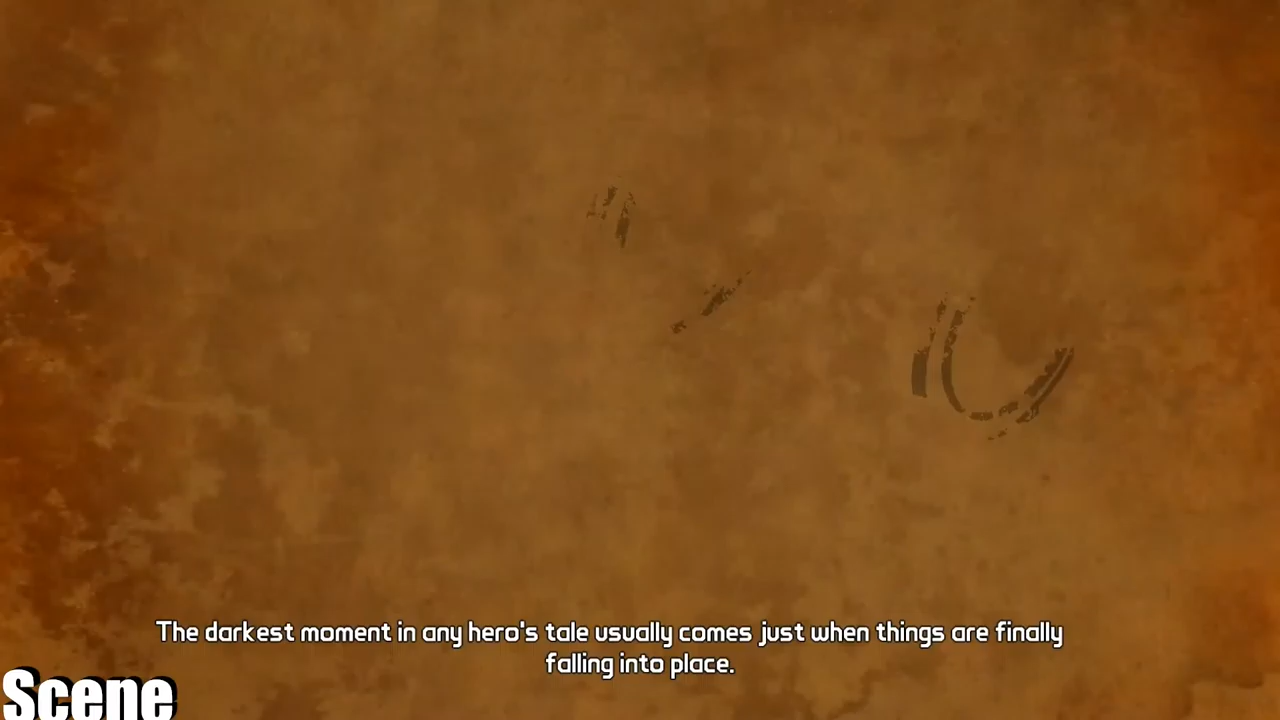 The darkest moment in any hero's tale usually comes just when things are finally
falling into place.
Scene